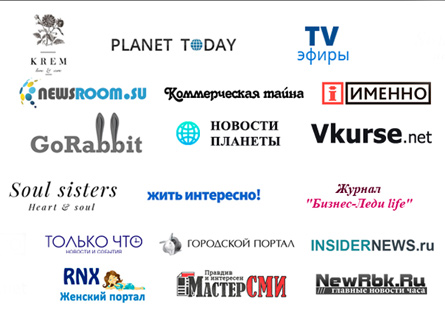 KREM
PLANET TODAY
TV
эфиры
NEWSROOM.SU
Коммерческая тайна
i ИМЕННО
GoRabbit
НОВОСТИ
ПЛАНЕТЫ
Vkurse.net
Soul sisters
Heart & soul
жить интересно!
Журнал
"Бизнес-Леди life"
ТОЛЬКО ЧТО
НОВОСТИ И СОБЫТИЯ
ГОРОДСКОЙ ПОРТАЛ
INSIDERNEWS.ru
RNX
Женский портал
Правдив
и интересен
МАСТЕРСМИ
NewRbk.Ru
главные новости часа